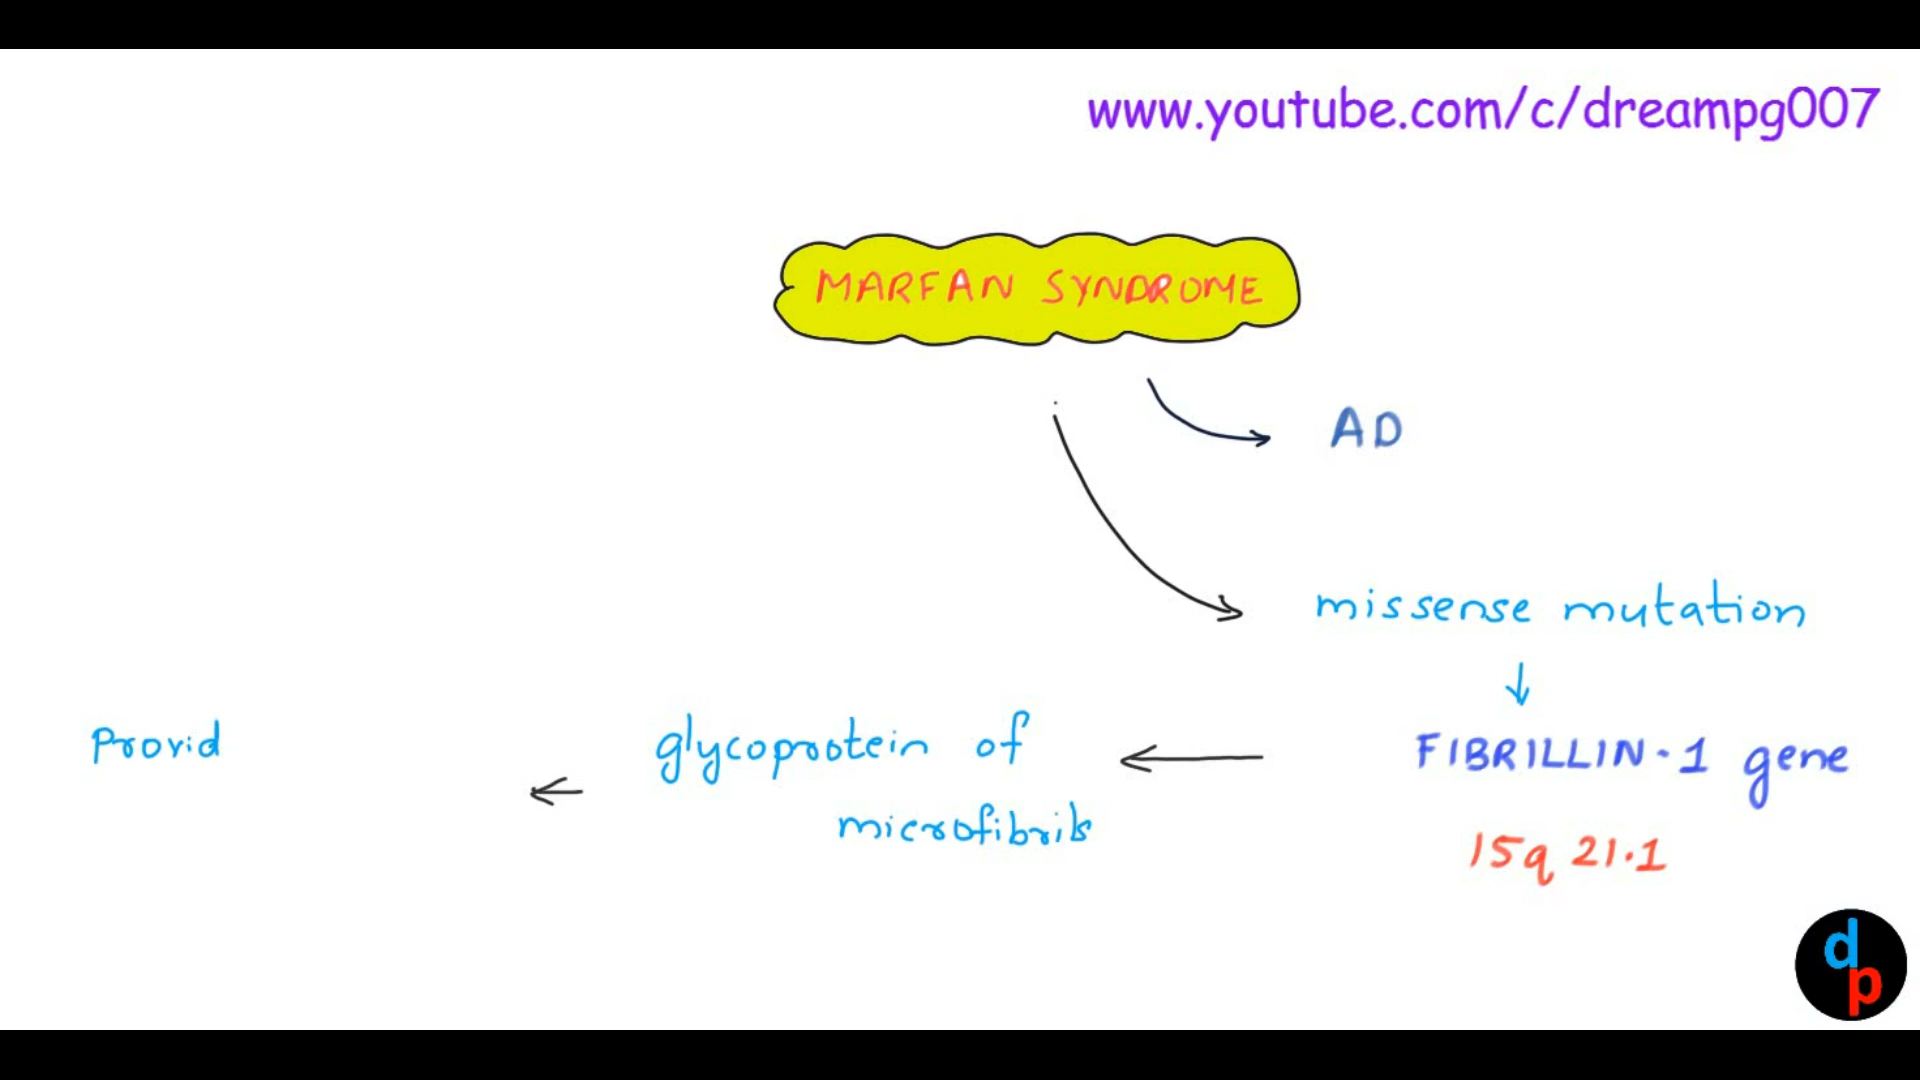 www.youtube.com/c/dreampg007
MARFAN SYNDROME
AD
missense mutation
FIBRILLIN-1 gene
15q 21.1
glycoprotein of
microfibrils
Provid
dp